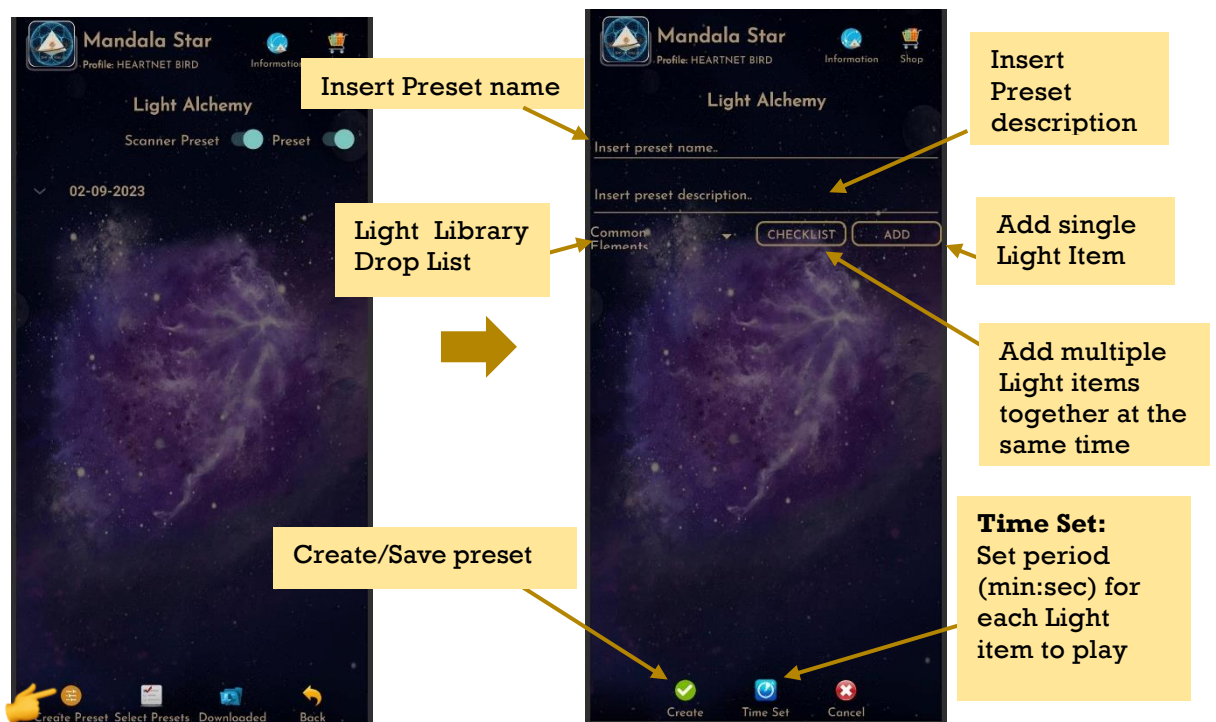 Mandala Star
Profile: HEARTNET BIRD
Information
Light Alchemy
Scanner Preset
Preset
02-09-2023
Create Preset
Select Presets
Downloaded
Back
Insert Preset name
Light Library
Drop List
Create/Save preset
Mandala Star
Profile: HEARTNET BIRD
Information
Shop
Light Alchemy
Insert preset name..
Insert preset description..
Common
Elements
CHECKLIST
ADD
Create
Time Set
Cancel
Insert
Preset
description
Add single
Light Item
Add multiple
Light items
together at the
same time
Time Set:
Set period
(min:sec) for
each Light
item to play